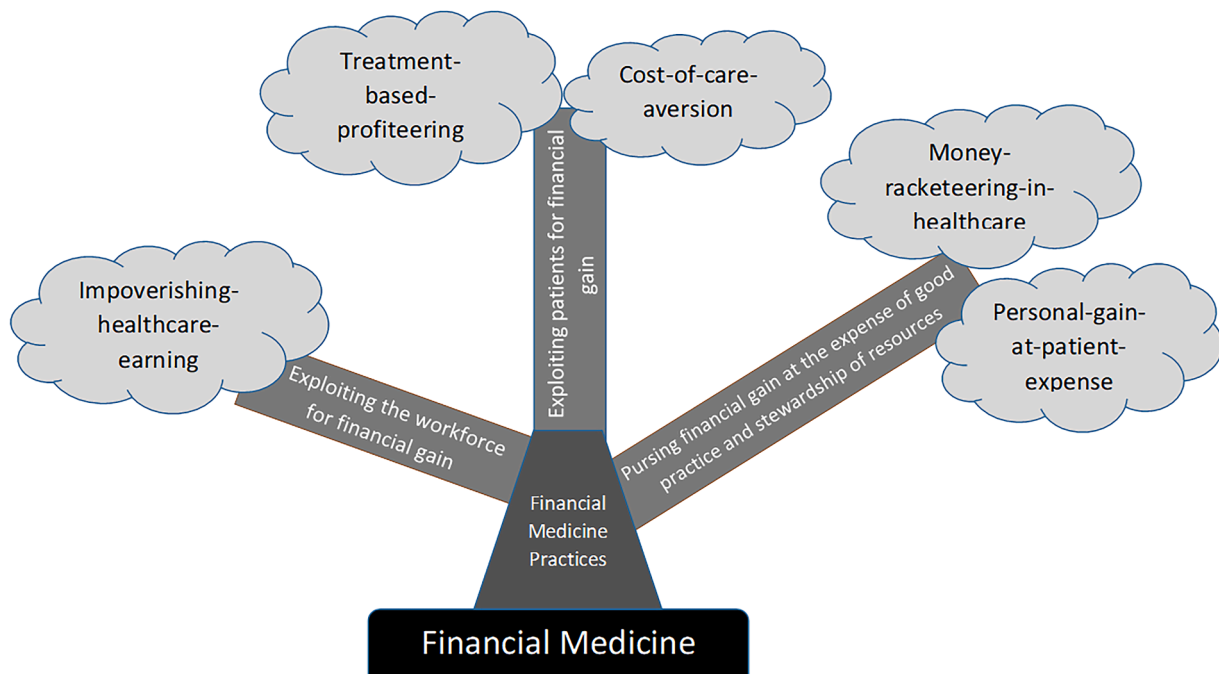 Treatment-
based-
profiteering
Cost-of-care-
aversion
Money-
racketeering-in-
healthcare
Impoverishing-
healthcare-
earning
Personal-gain-
at-patient-
expense
Exploiting the workforce
for financial gain
Exploiting patients for financial
gain
Pursing financial gain at the expense of good
practice and stewardship of resources
Financial
Medicine
Practices
Financial Medicine